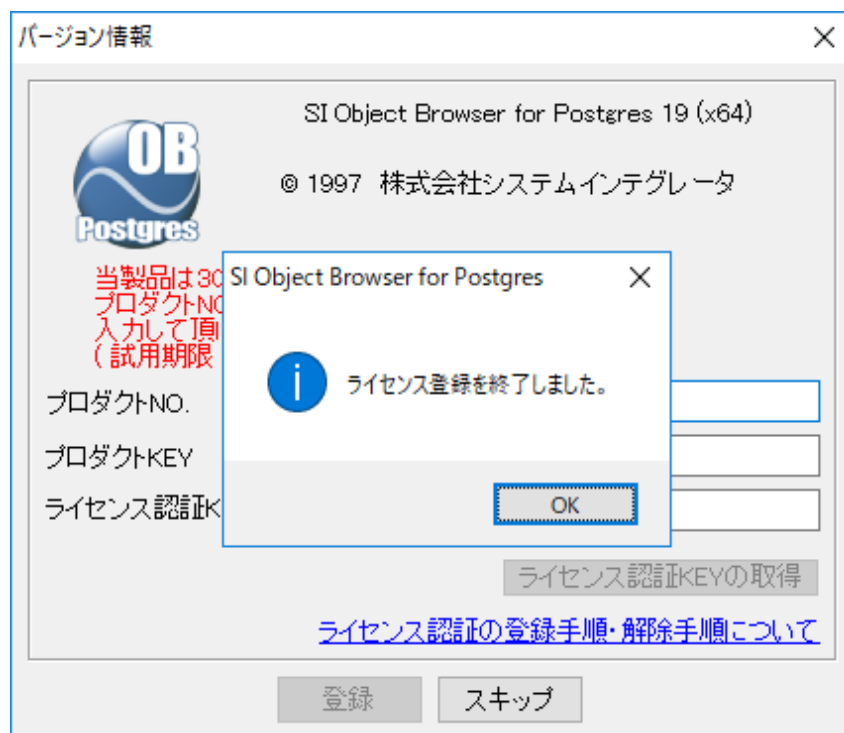 バージョン情報
SI Object Browser for Postgres 19 (x64)
OB
Postgres
© 1997 株式会社システムインテグレータ
当製品は30
プロダクトNO
入力して頂
(試用期限
SI Object Browser for Postgres
i
ライセンス登録を終了しました。
OK
プロダクトNO.
プロダクトKEY
ライセンス認証K
ライセンス認証KEYの取得
ライセンス認証の登録手順・解除手順について
登録
スキップ